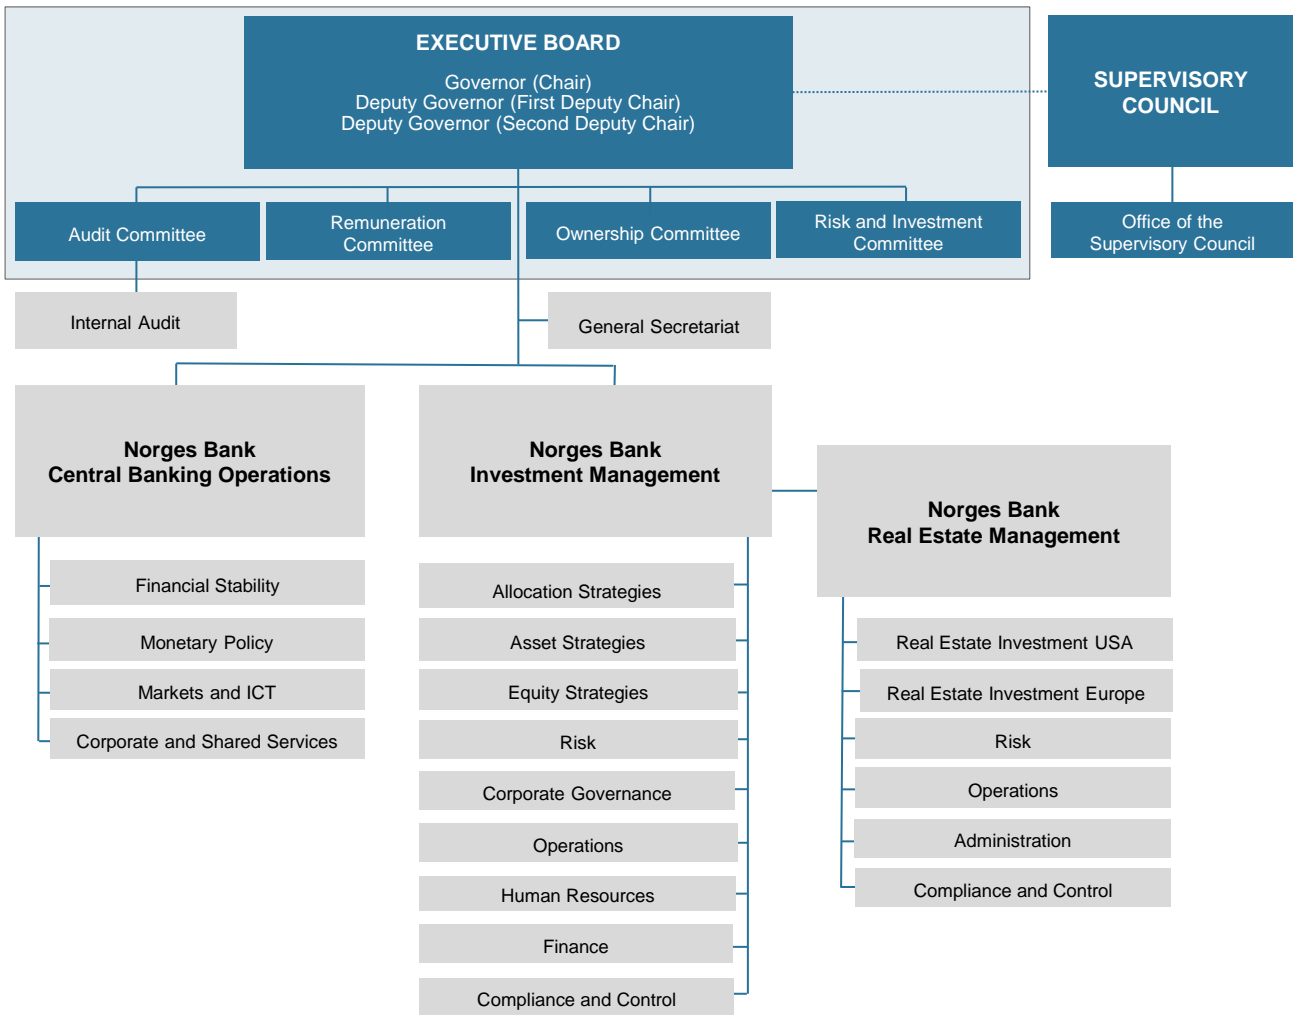 EXECUTIVE BOARD
Governor (Chair)
Deputy Governor (First Deputy Chair)
Deputy Governor (Second Deputy Chair)
SUPERVISORY
COUNCIL
Audit Committee
Remuneration
Committee
Ownership Committee
Risk and Investment
Committee
Office of the
Supervisory Council
Internal Audit
General Secretariat
Norges Bank
Central Banking Operations
Financial Stability
Monetary Policy
Markets and ICT
Corporate and Shared Services
Norges Bank
Investment Management
Allocation Strategies
Asset Strategies
Equity Strategies
Risk
Corporate Governance
Operations
Human Resources
Finance
Compliance and Control
Norges Bank
Real Estate Management
Real Estate Investment USA
Real Estate Investment Europe
Risk
Operations
Administration
Compliance and Control